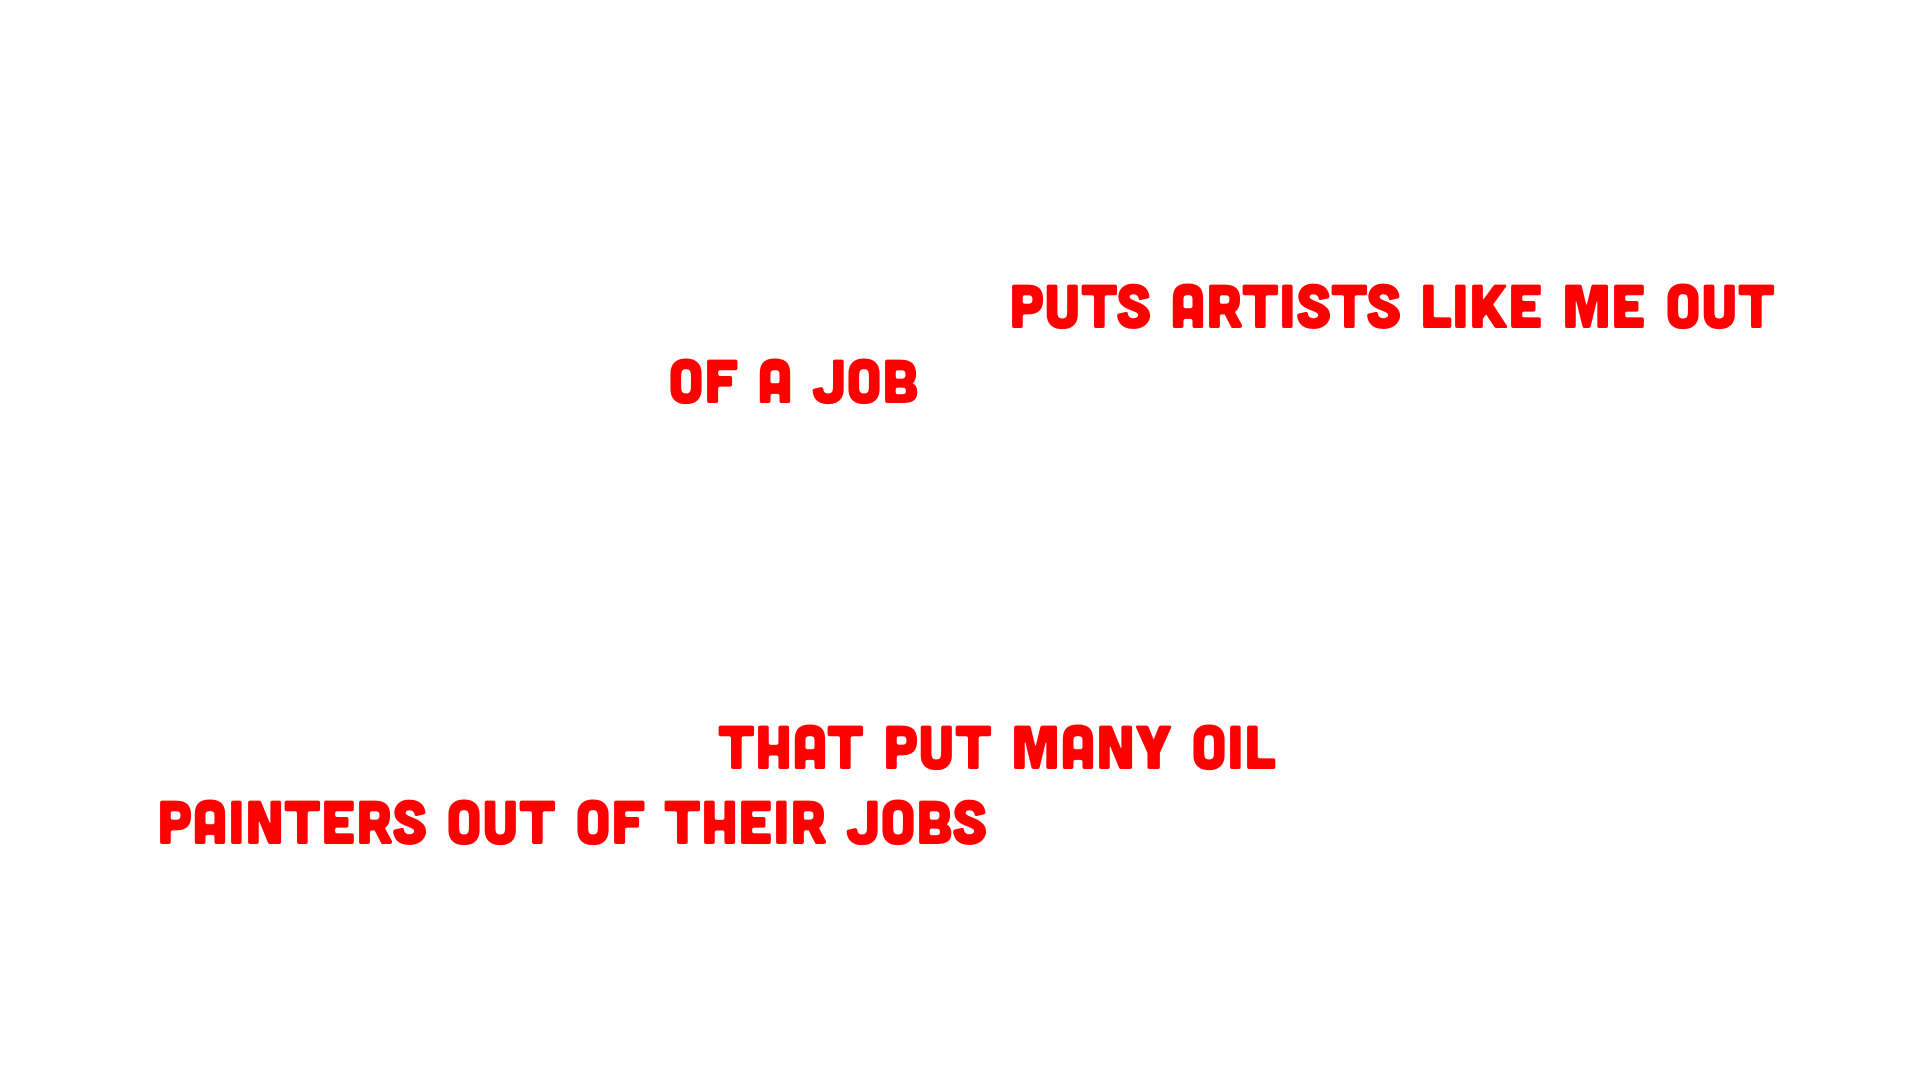 PUTS ARTISTS LIKE ME OUT
OF A JOB
THAT PUT MANY OIL
PAINTERS OUT OF THEIR JOBS